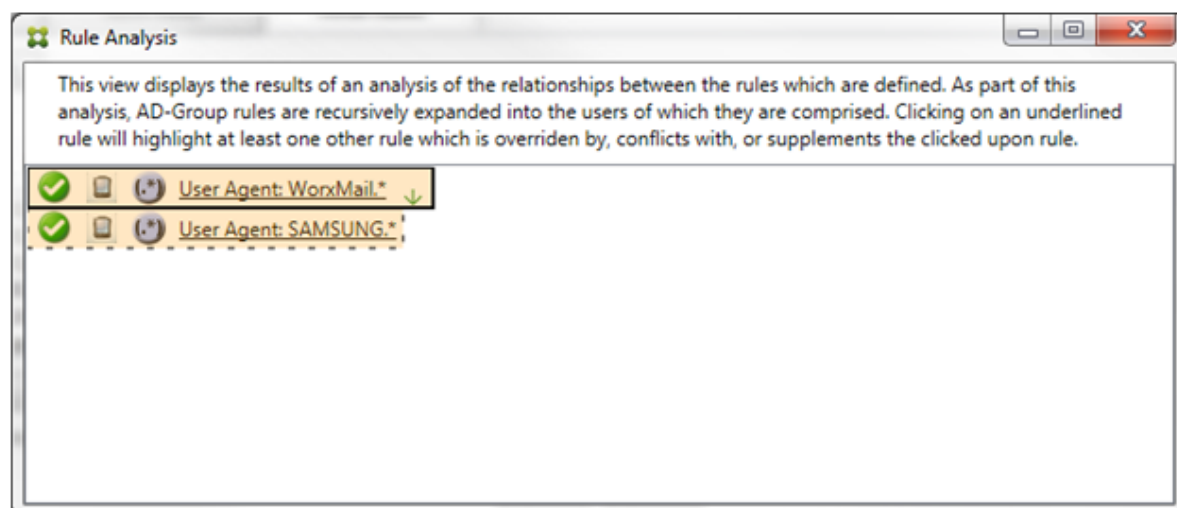 Rule Analysis
This view displays the results of an analysis of the relationships between the rules which are defined. As part of this
analysis, AD-Group rules are recursively expanded into the users of which they are comprised. Clicking on an underlined
rule will highlight at least one other rule which is overriden by, conflicts with, or supplements the clicked upon rule.
(.*) User Agent: WorxMail.*
(.*) User Agent: SAMSUNG.*